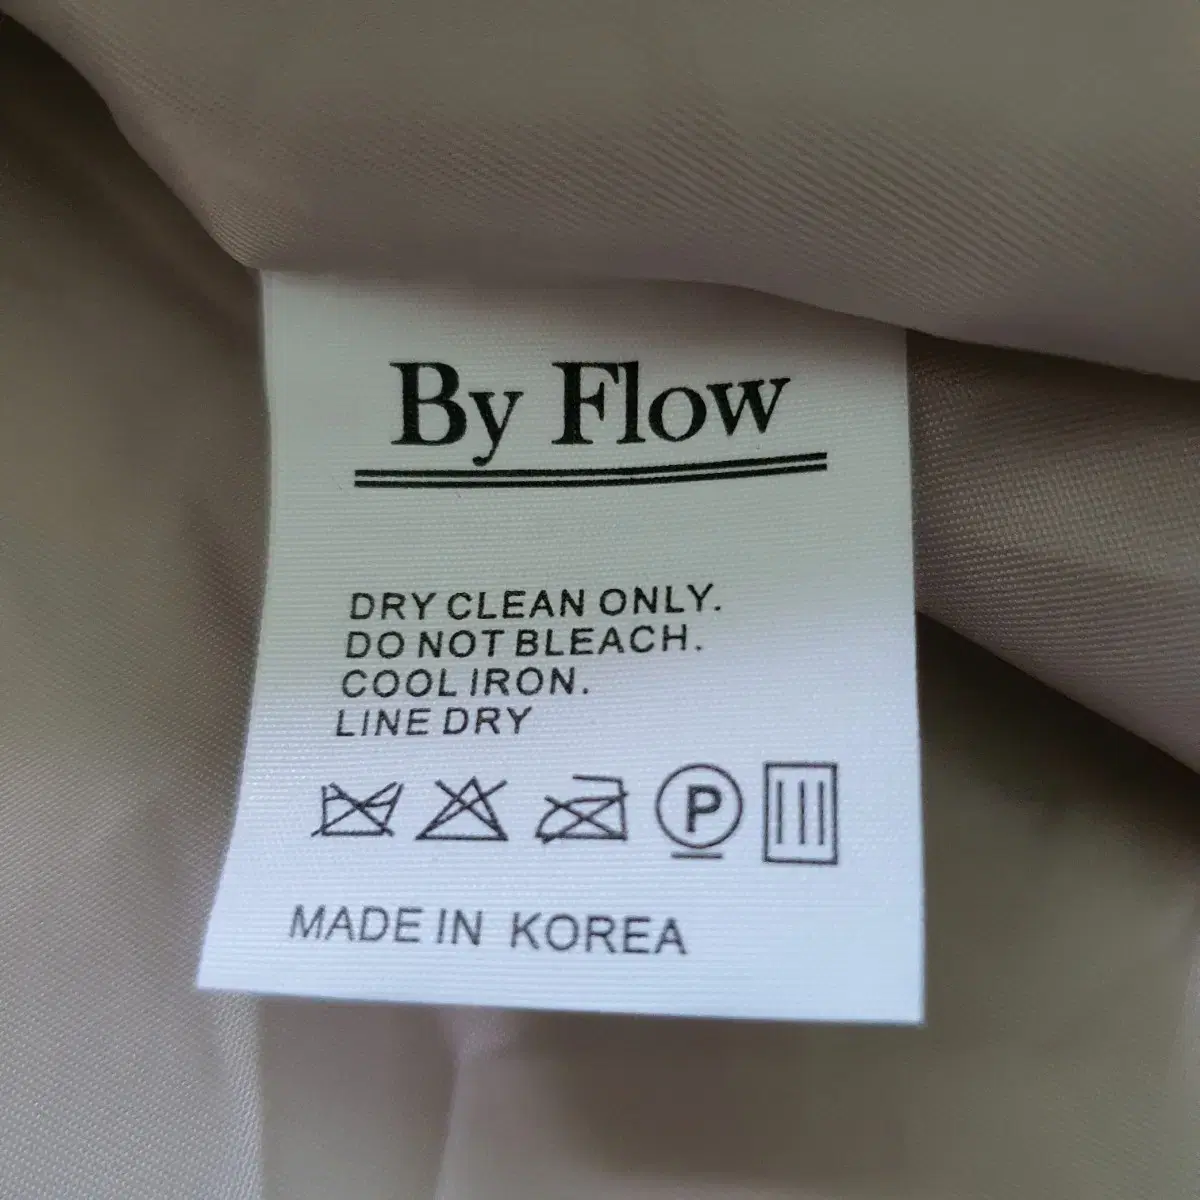 By Flow
DRY CLEAN ONLY.
DO NOT BLEACH.
COOL IRON.
LINE DRY
P
MADE IN KOREA